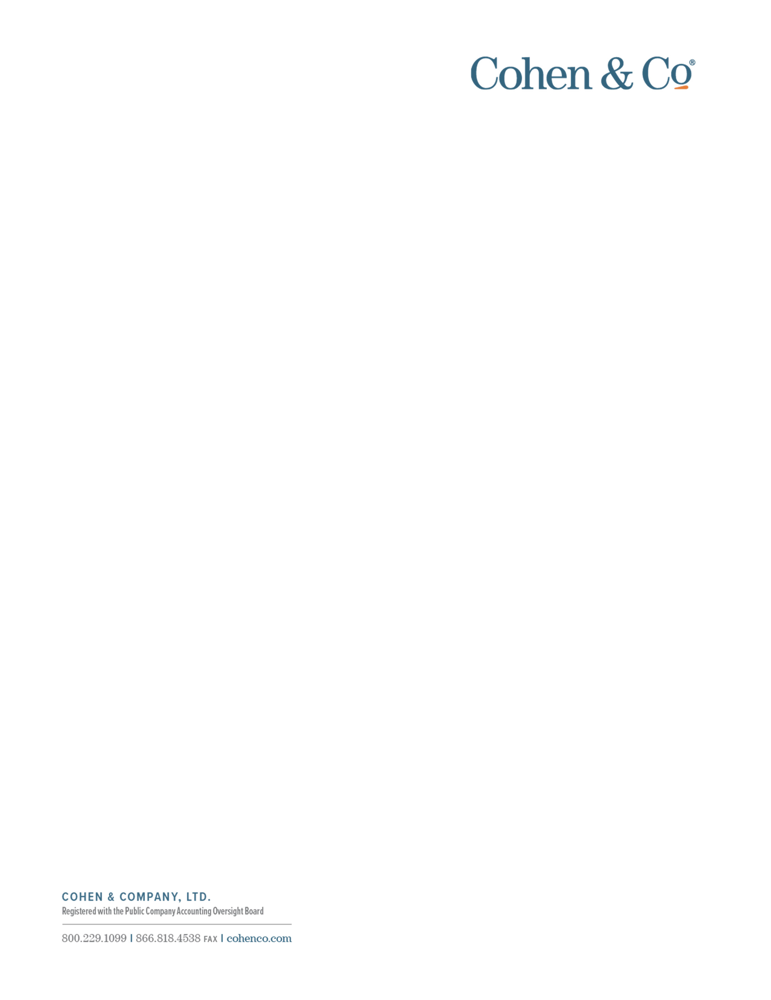 Cohen & Co®
COHEN & COMPANY, LTD.
Registered with the Public Company Accounting Oversight Board
800.229.1099 | 866.818.4538 FAX | cohenco.com